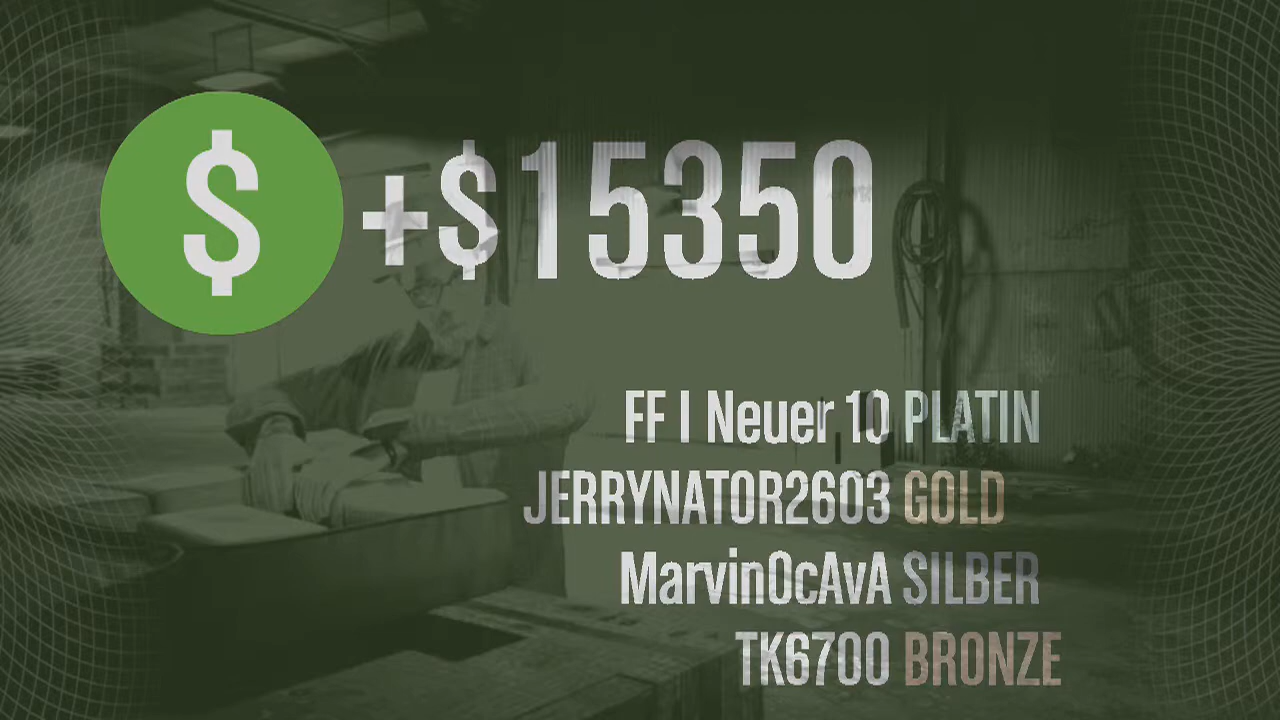 $ +$15350
FF I Neuer 10 PLATIN
JERRYNATOR2603 GOLD
MarvinOcAvA SILBER
TK6700 BRONZE